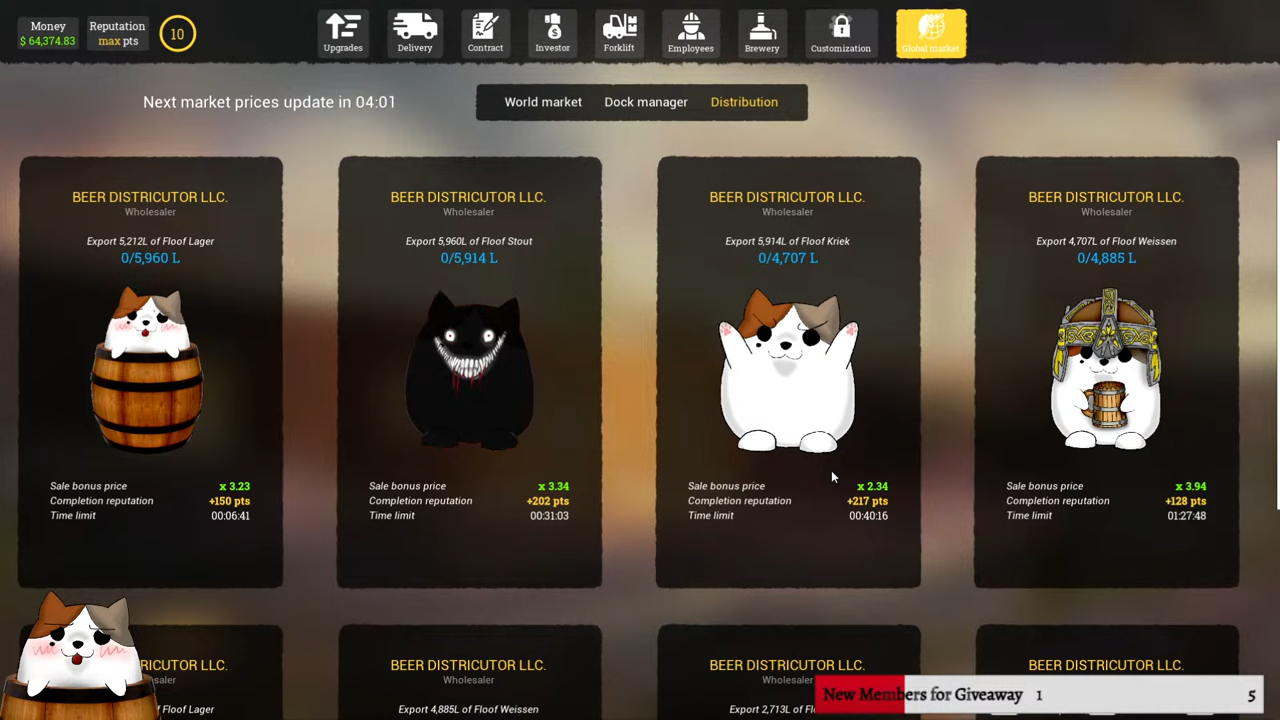 Money
$ 64,374.83
Reputation
max pts
10
Upgrades
Delivery
Contract
Investor
Forklift
Employees
Brewery
Customization
Global market
Next market prices update in 04:01
World market
Dock manager
Distribution
BEER DISTRICUTOR LLC.
Wholesaler
Export 5,212L of Floof Lager
0/5,960 L
Sale bonus price x 3.23
Completion reputation +150 pts
Time limit 00:06:41
BEER DISTRICUTOR LLC.
Wholesaler
Export 5,960L of Floof Stout
0/5,914 L
Sale bonus price x 3.34
Completion reputation +202 pts
Time limit 00:31:03
BEER DISTRICUTOR LLC.
Wholesaler
Export 5,914L of Floof Kriek
0/4,707 L
Sale bonus price x 2.34
Completion reputation +217 pts
Time limit 00:40:16
BEER DISTRICUTOR LLC.
Wholesaler
Export 4,707L of Floof Weissen
0/4,885 L
Sale bonus price x 3.94
Completion reputation +128 pts
Time limit 01:27:48
LLC.
Wholesaler
Floof Lager
BEER DISTRICUTOR LLC.
Wholesaler
Export 4,885L of Floof Weissen
BEER DISTRICUTOR LLC.
Wholesaler
Export 2,713L of
BEER DISTRICUTOR LLC.
New Members for Giveaway 1 5